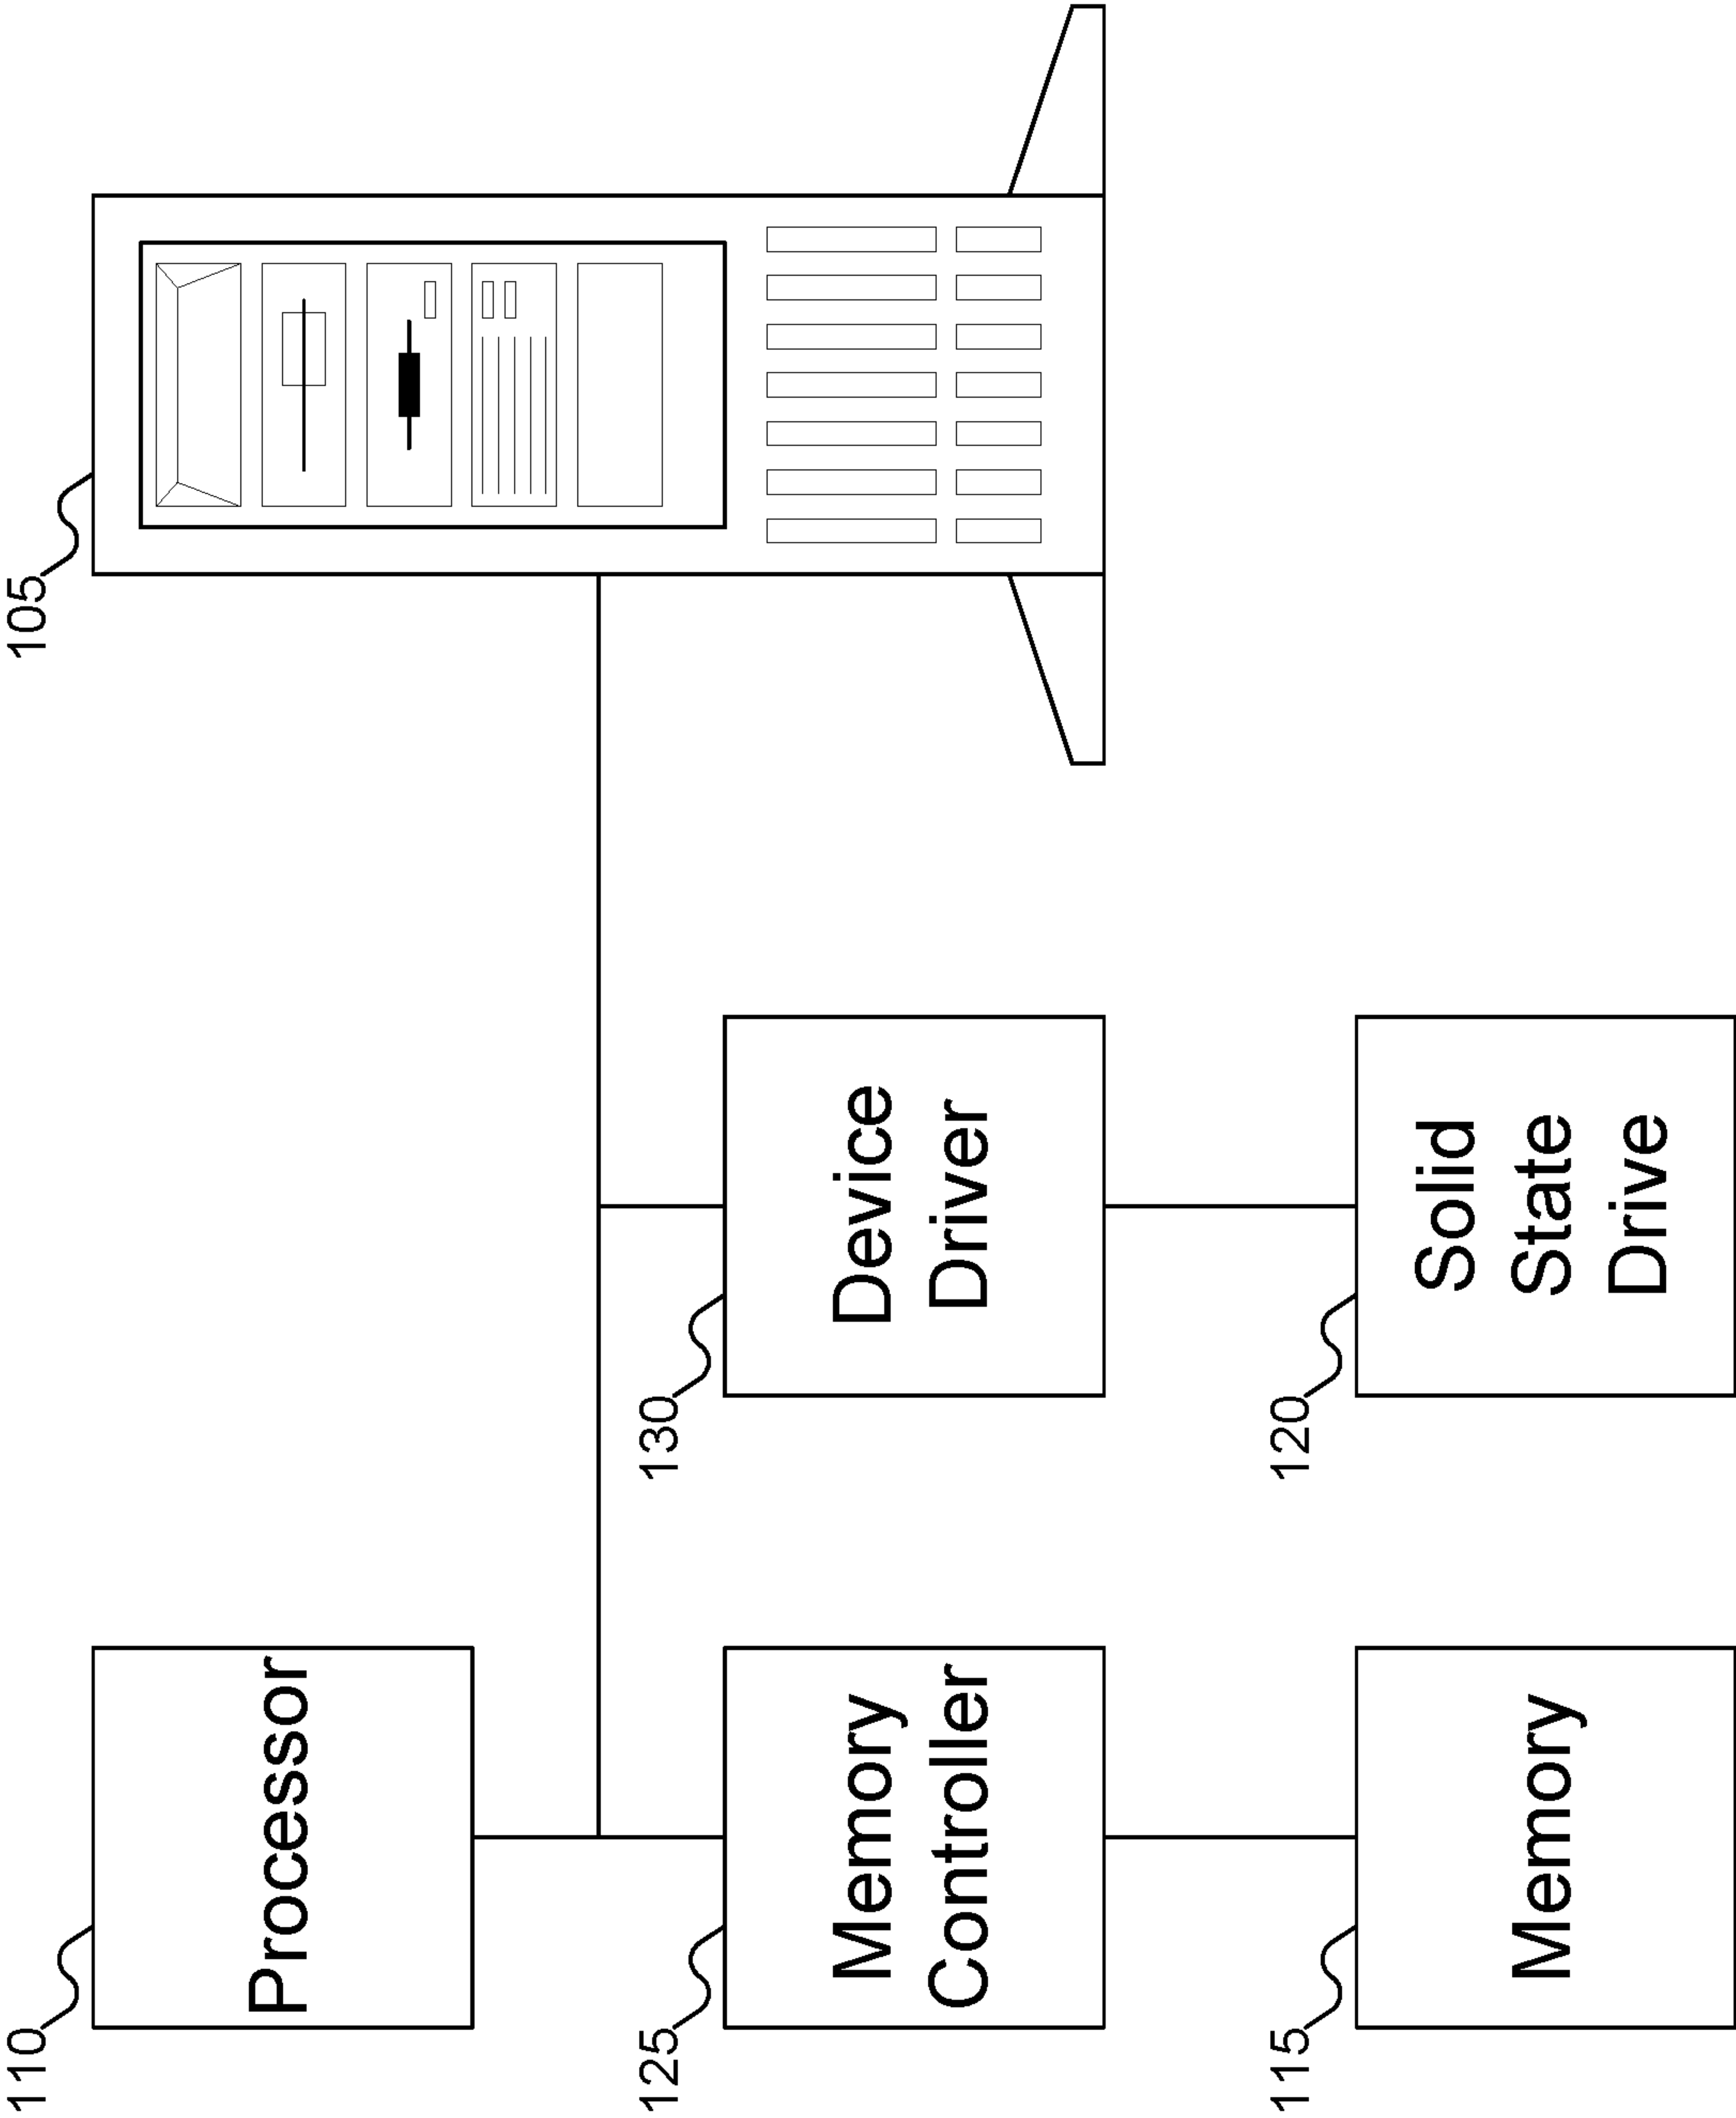 110
Processor
105
125
Memory
Controller
130
Device
Driver
115
Memory
120
Solid
State
Drive